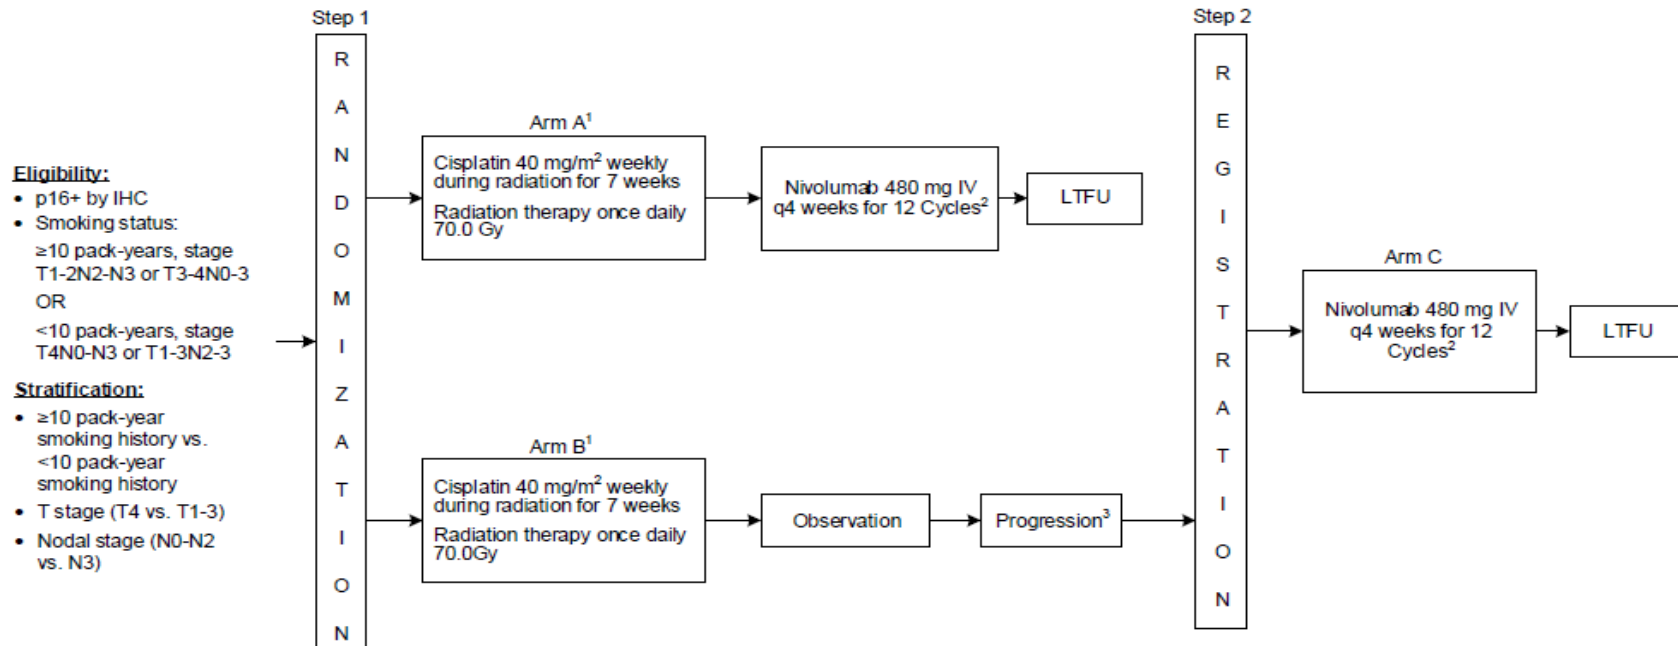 Step 1
Step 2
R
A
N
D
O
M
I
Z
A
T
I
O
N
Eligibility:
• p16+ by IHC
• Smoking status:
≥10 pack-years, stage
T1-2N2-N3 or T3-4N0-3
OR
<10 pack-years, stage
T4N0-N3 or T1-3N2-3
Stratification:
• ≥10 pack-year
smoking history vs.
<10 pack-year
smoking history
• T stage (T4 vs. T1-3)
• Nodal stage (N0-N2
vs. N3)
Arm A¹
Cisplatin 40 mg/m² weekly
during radiation for 7 weeks
Radiation therapy once daily
70.0 Gy
Nivolumab 480 mg IV
q4 weeks for 12 Cycles²
LTFU
Arm B¹
Cisplatin 40 mg/m² weekly
during radiation for 7 weeks
Radiation therapy once daily
70.0Gy
Observation
Progression³
R
E
G
I
S
T
R
A
T
I
O
N
Arm C
Nivolumab 480 mg IV
q4 weeks for 12
Cycles²
LTFU